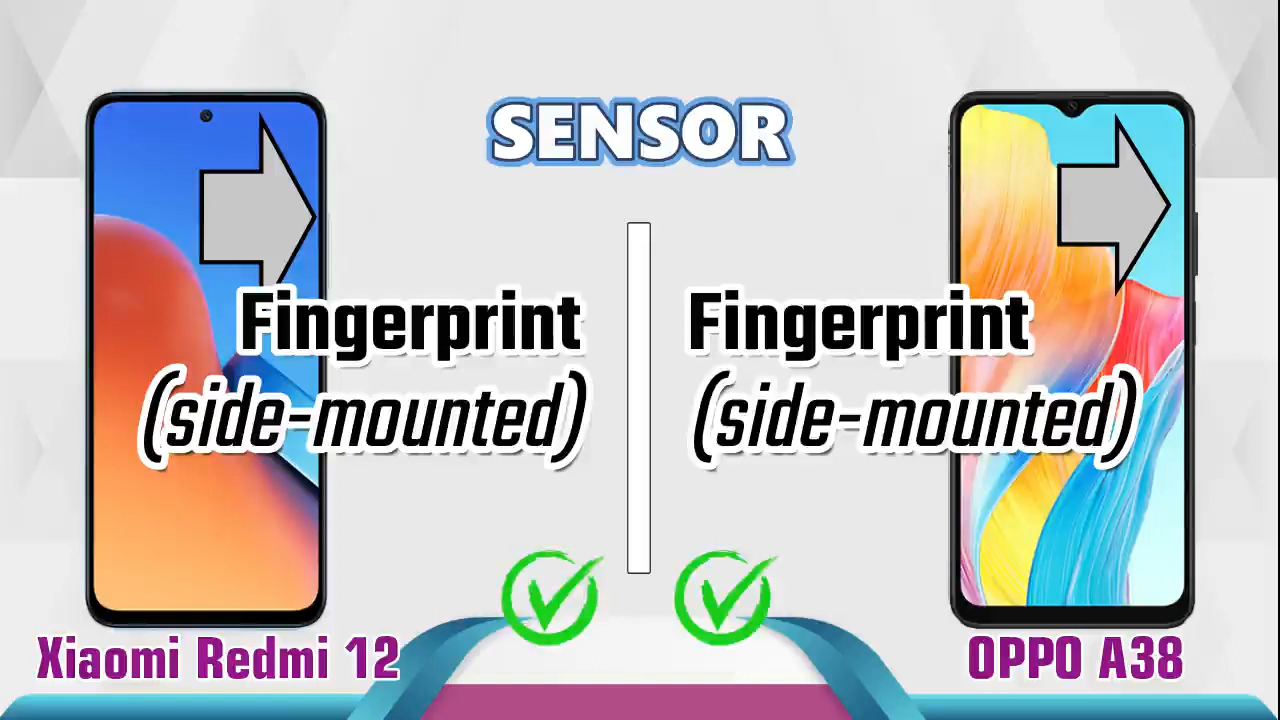 SENSOR
Fingerprint
(side-mounted)
Fingerprint
(side-mounted)
Xiaomi Redmi 12
OPPO A38